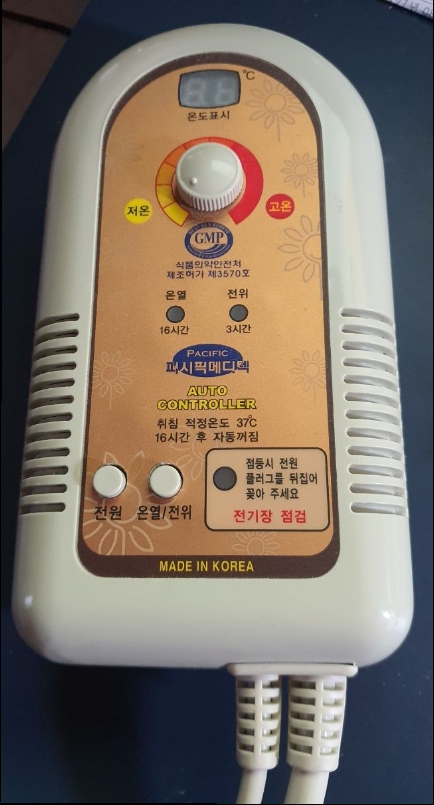 ℃
온도표시
저온
고온
GMP
식품의약안전처
제조허가 제3570호
온열 전위
16시간 3시간
PACIFIC
퍼시픽메디텍
AUTO
CONTROLLER
취침 적정온도 37℃
16시간 후 자동꺼짐
점등시 전원
플러그를 뒤집어
꽂아 주세요
전기장 점검
전원 온열/전위
MADE IN KOREA